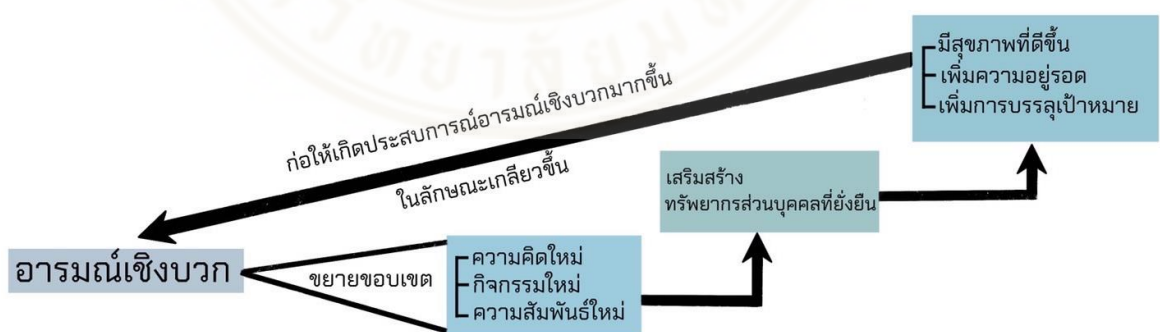 วิทยาลัยม
มีสุขภาพที่ดีขึ้น
เพิ่มความอยู่รอด
เพิ่มการบรรลุเป้าหมาย
ก่อให้เกิดประสบการณ์อารมณ์เชิงบวกมากขึ้น
ในลักษณะเกลียวขึ้น
เสริมสร้าง
ทรัพยากรส่วนบุคคลที่ยั่งยืน
อารมณ์เชิงบวก
ขยายขอบเขต
ความคิดใหม่
กิจกรรมใหม่
ความสัมพันธ์ใหม่